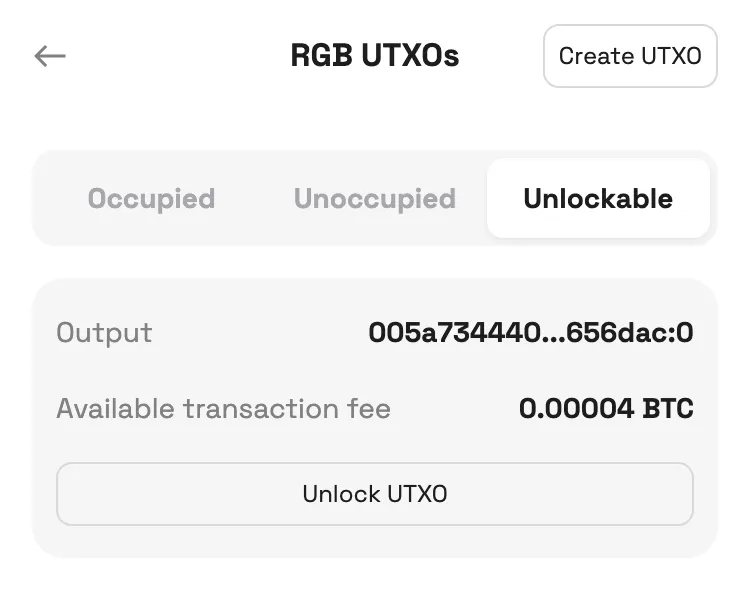 RGB UTXOs
Create UTXO
Occupied
Unoccupied
Unlockable
Output 005a734440...656dac:0
Available transaction fee 0.00004 BTC
Unlock UTXO